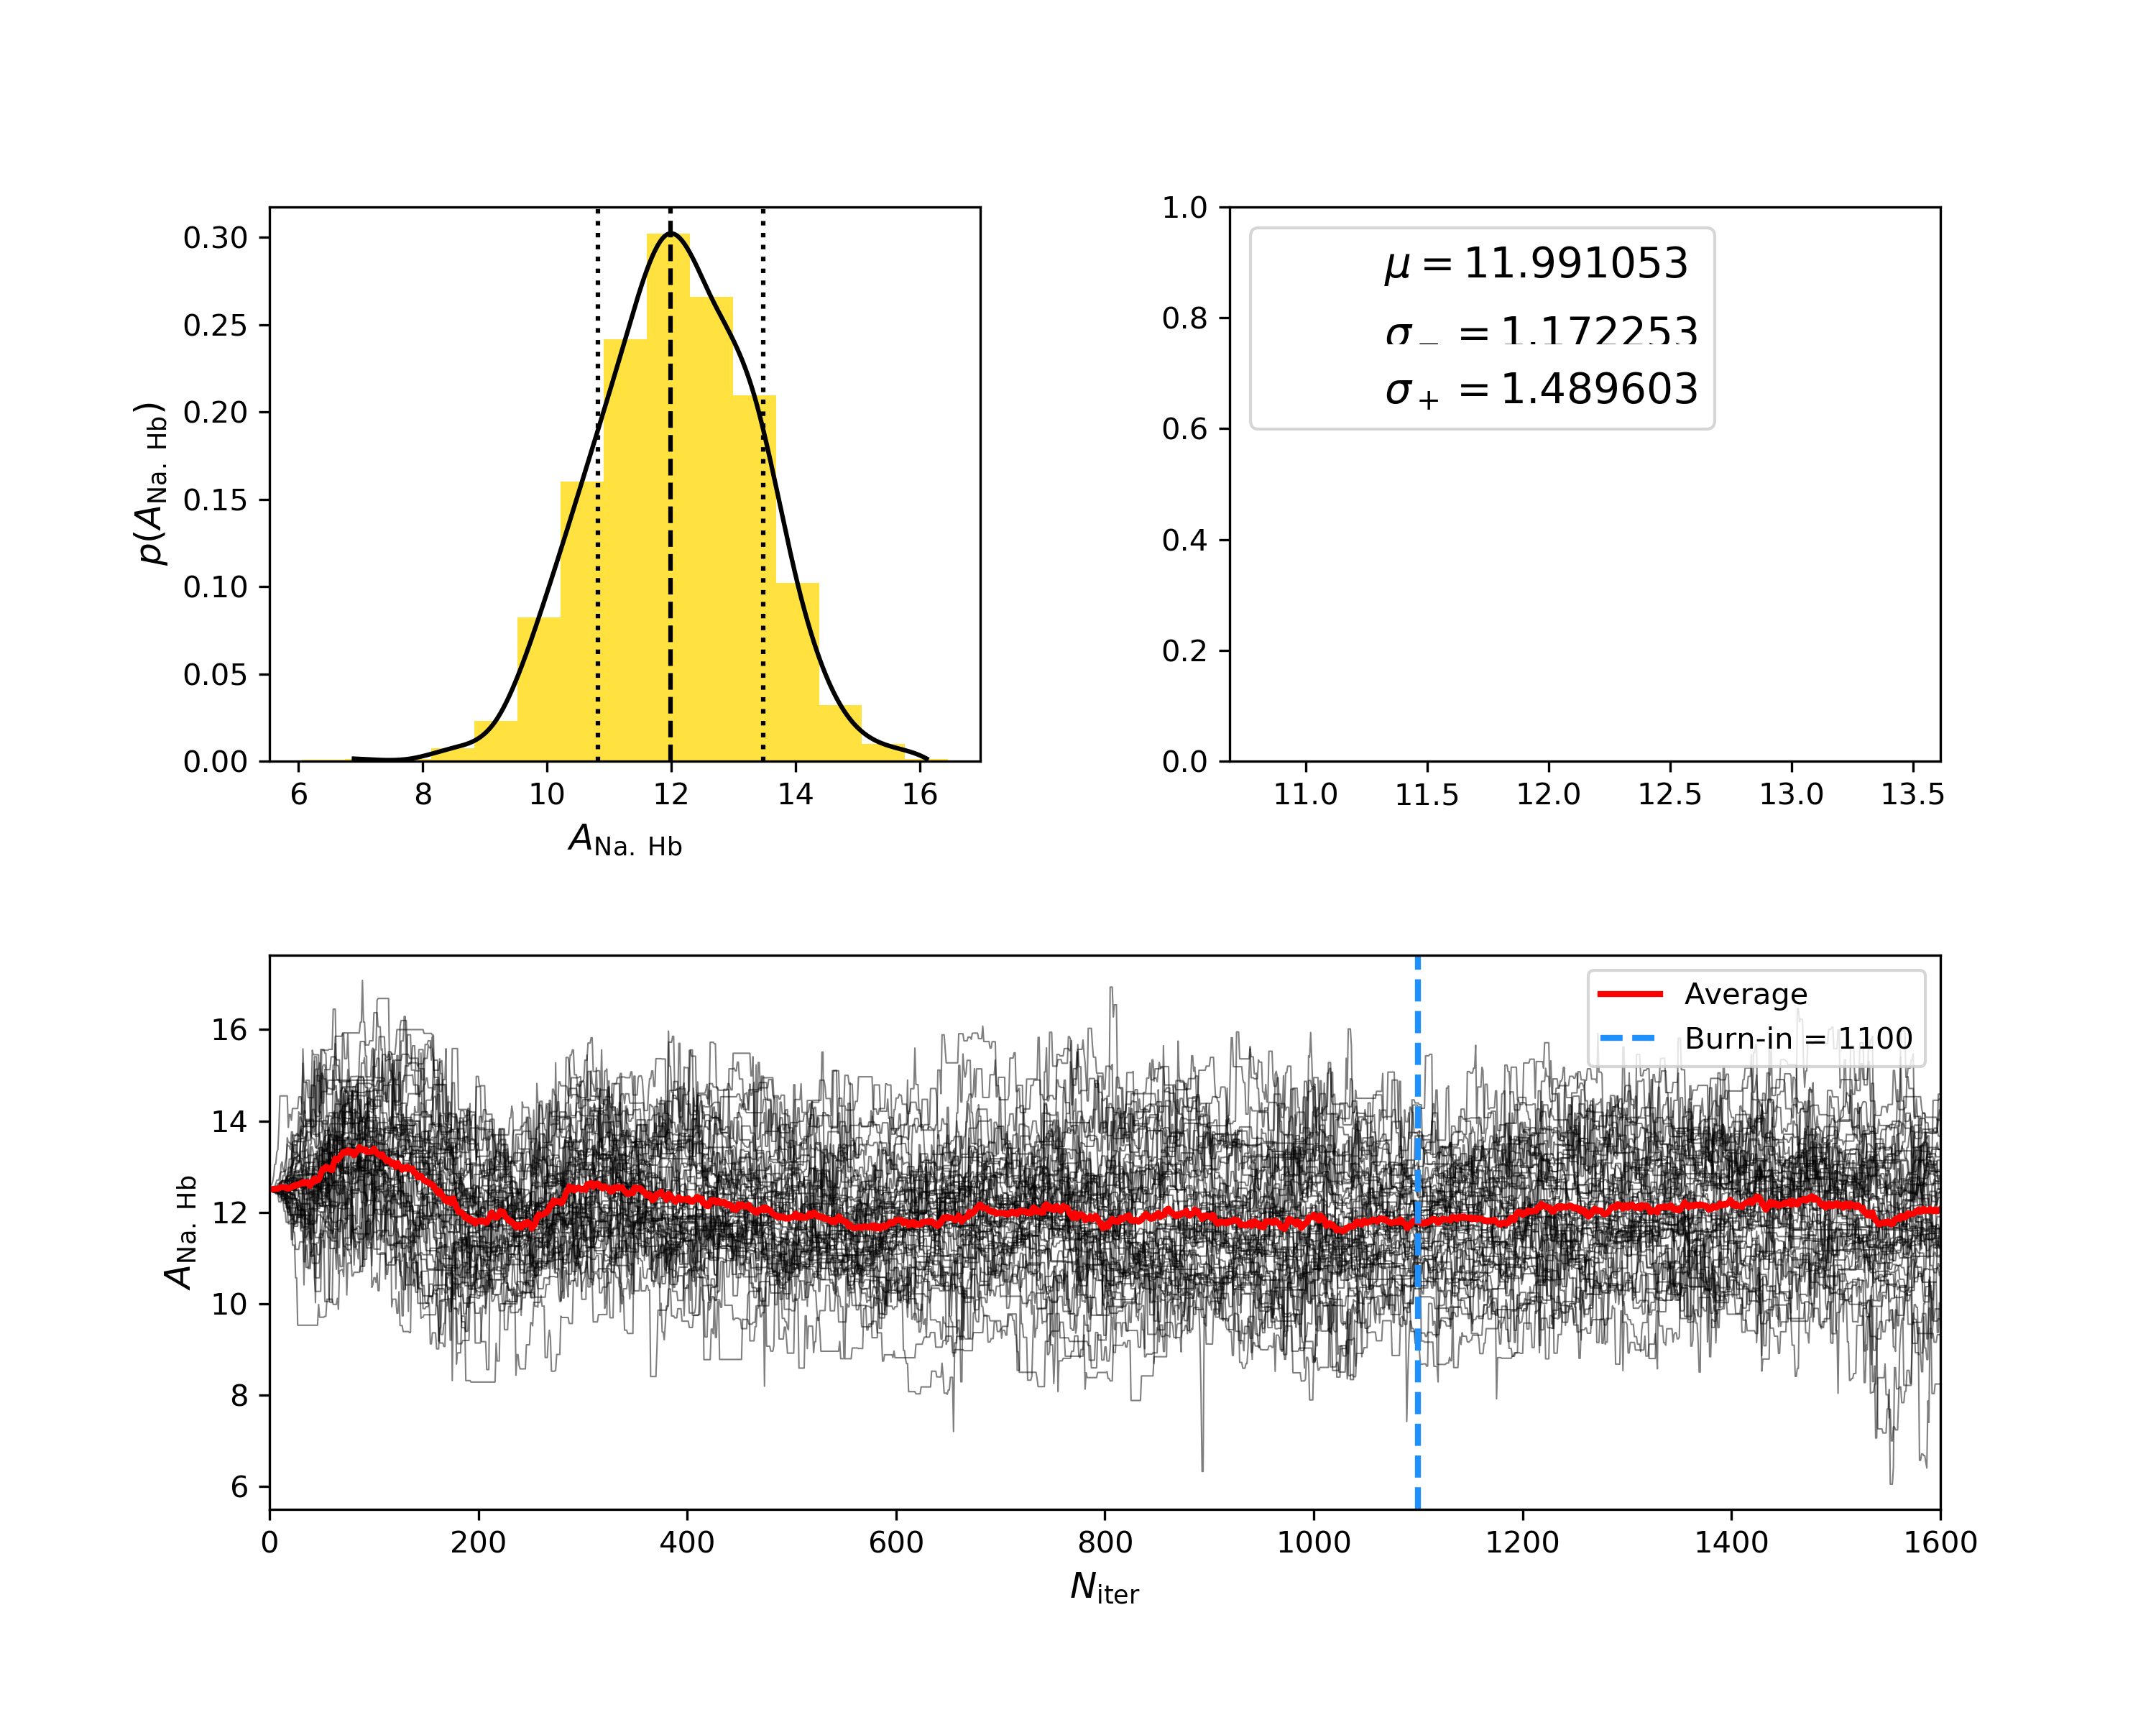 0.30
0.25
0.20
0.15
0.10
0.05
0.00
6 8 10 12 14 16
p(A_Na. Hb)
A_Na. Hb
1.0
0.8
0.6
0.4
0.2
0.0
11.0 11.5 12.0 12.5 13.0 13.5
μ = 11.991053
σ_− = 1.172253
σ_+ = 1.489603
16
14
12
10
8
6
A_Na. Hb
0 200 400 600 800 1000 1200 1400 1600
N_iter
Average
Burn-in = 1100